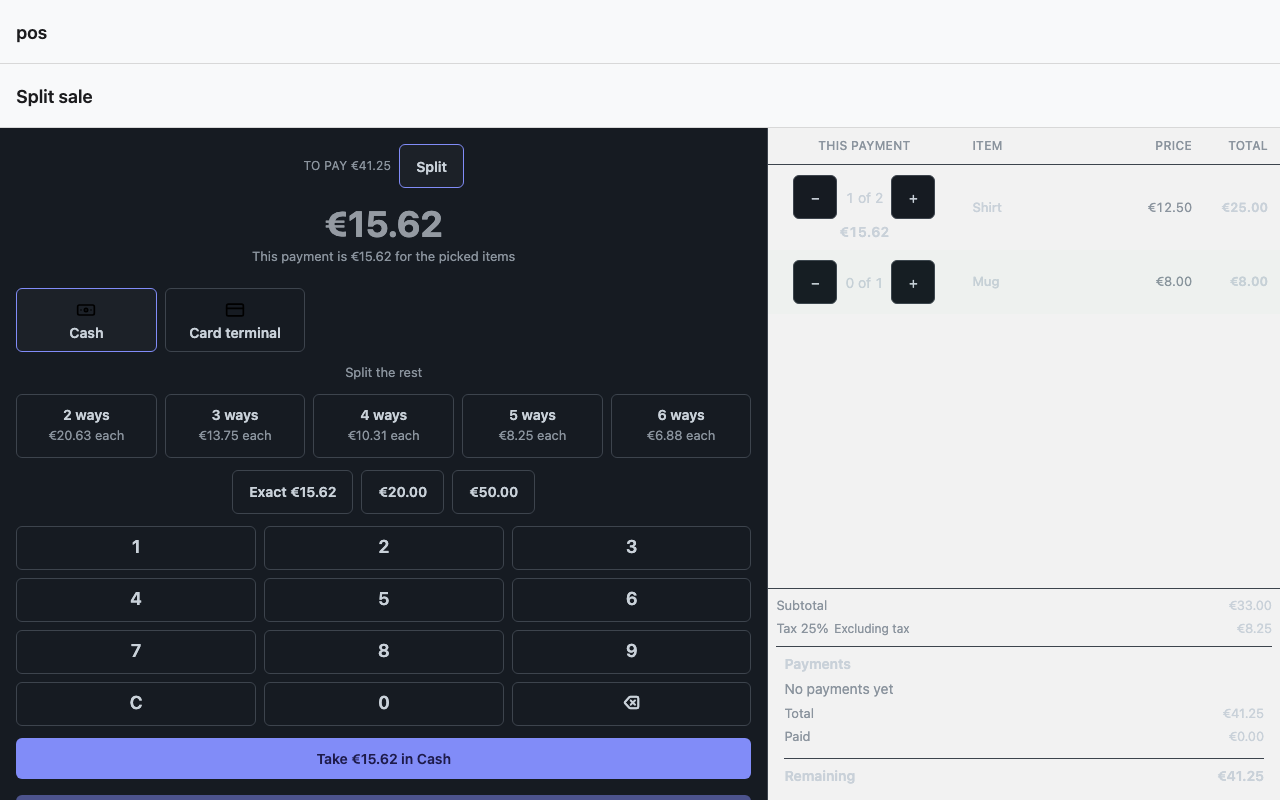 pos
Split sale
TO PAY €41.25 Split
€15.62
This payment is €15.62 for the picked items
Cash Card terminal
Split the rest
2 ways 3 ways 4 ways 5 ways 6 ways
€20.63 each €13.75 each €10.31 each €8.25 each €6.88 each
Exact €15.62 €20.00 €50.00
1 2 3
4 5 6
7 8 9
C 0
Take €15.62 in Cash
THIS PAYMENT ITEM PRICE TOTAL
– 1 of 2 + Shirt €12.50 €25.00
€15.62
– 0 of 1 + Mug €8.00 €8.00
Subtotal €33.00
Tax 25% Excluding tax €8.25
Payments
No payments yet
Total €41.25
Paid €0.00
Remaining €41.25